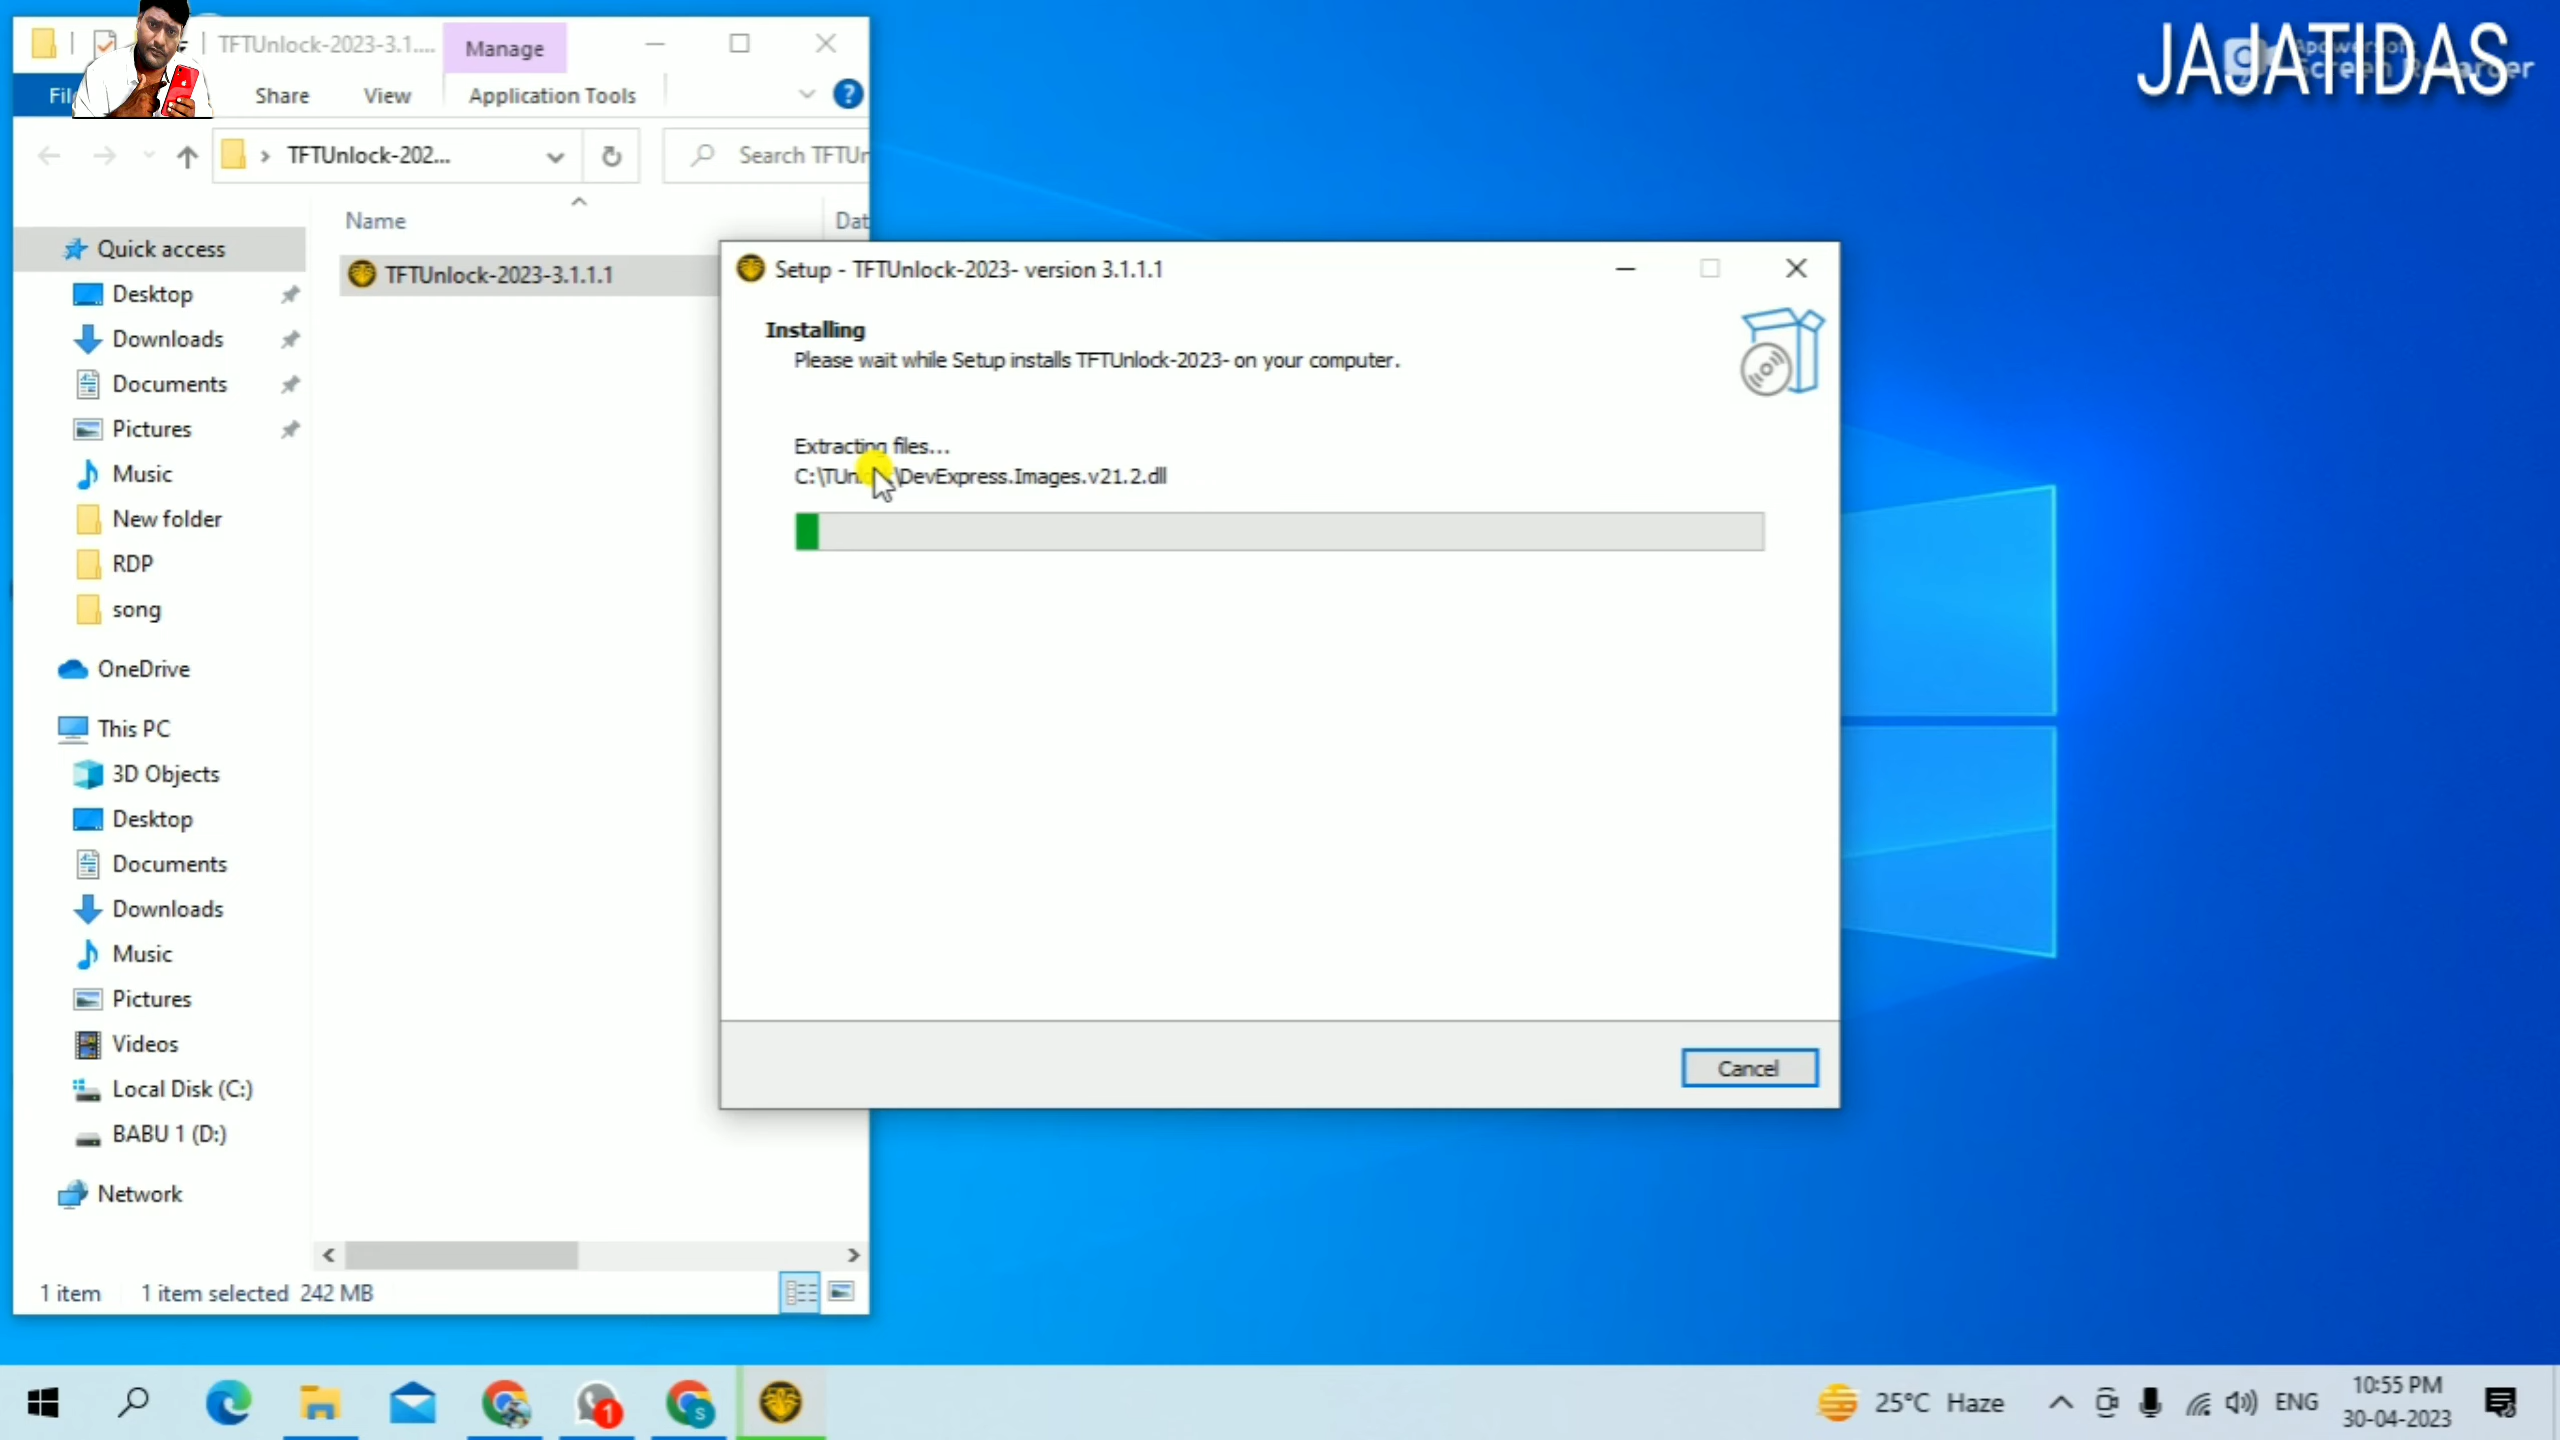 TFTUnlock-2023-3.1....
Manage
Share
View
Application Tools
TFTUnlock-202...
Name
Quick access
Desktop
Downloads
Documents
Pictures
Music
New folder
RDP
song
OneDrive
This PC
3D Objects
Desktop
Documents
Downloads
Music
Pictures
Videos
Local Disk (C:)
BABU 1 (D:)
Network
TFTUnlock-2023-3.1.1.1
1 item
1 item selected 242 MB
Setup - TFTUnlock-2023- version 3.1.1.1
Installing
Please wait while Setup installs TFTUnlock-2023- on your computer.
Extracting files...
DevExpress.Images.v21.2.dll
Cancel
JAJATIDAS
25°C Haze
ENG
10:55 PM
30-04-2023
1
S